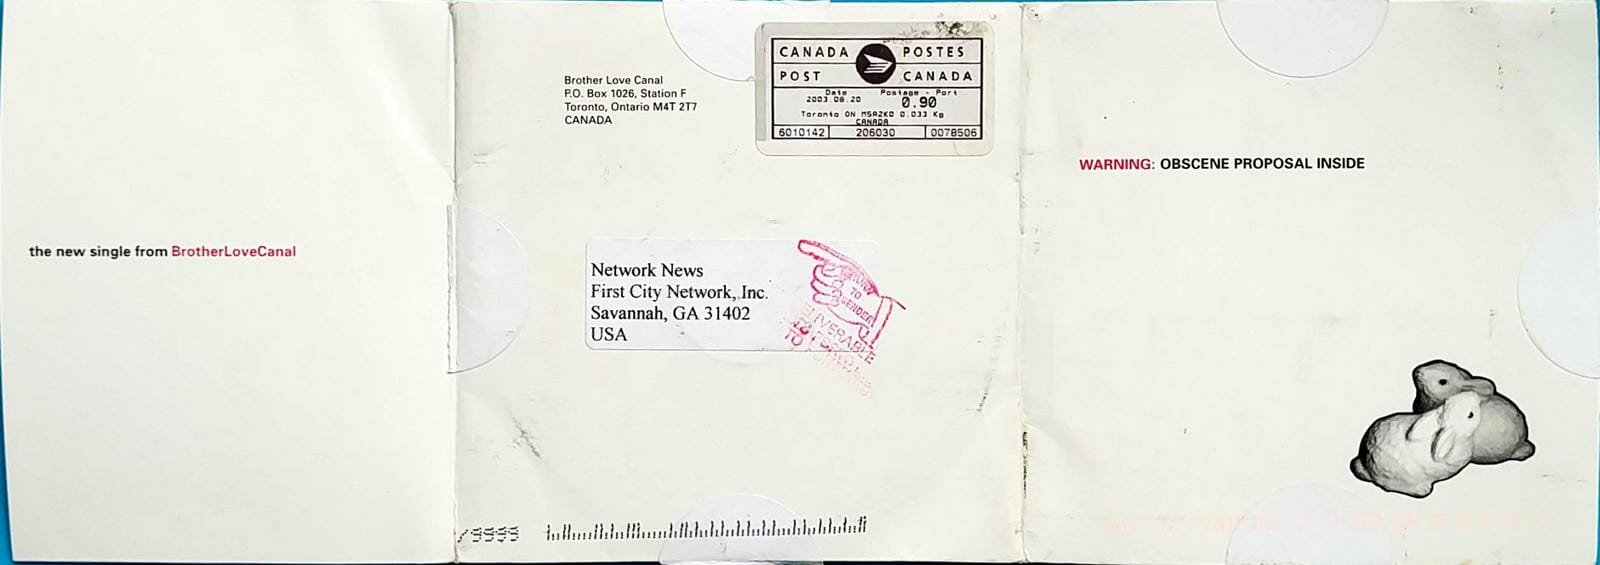 the new single from BrotherLoveCanal
Brother Love Canal
P.O. Box 1026, Station F
Toronto, Ontario M4T 2T7
CANADA
CANADA POSTES
POST CANADA
Date Postage - Port
2003.08.20 0.90
Toronto ON M5A2K0 0.033 Kg
CANADA
6010142 206030 0078506
Network News
First City Network, Inc.
Savannah, GA 31402
USA
TO
SENDER
TO
WARNING: OBSCENE PROPOSAL INSIDE